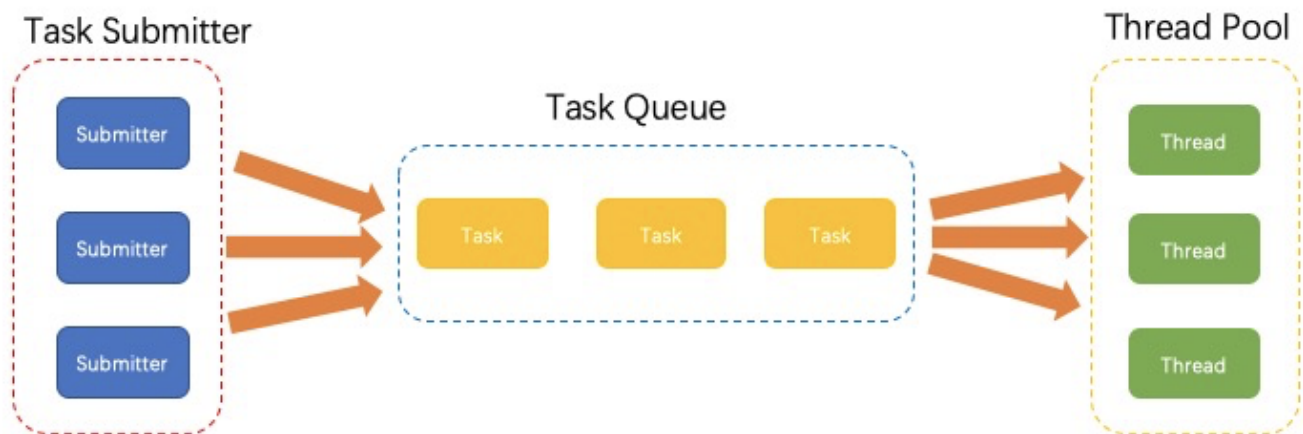 Task Submitter
Submitter
Submitter
Submitter
Task Queue
Task Task Task
Thread Pool
Thread
Thread
Thread